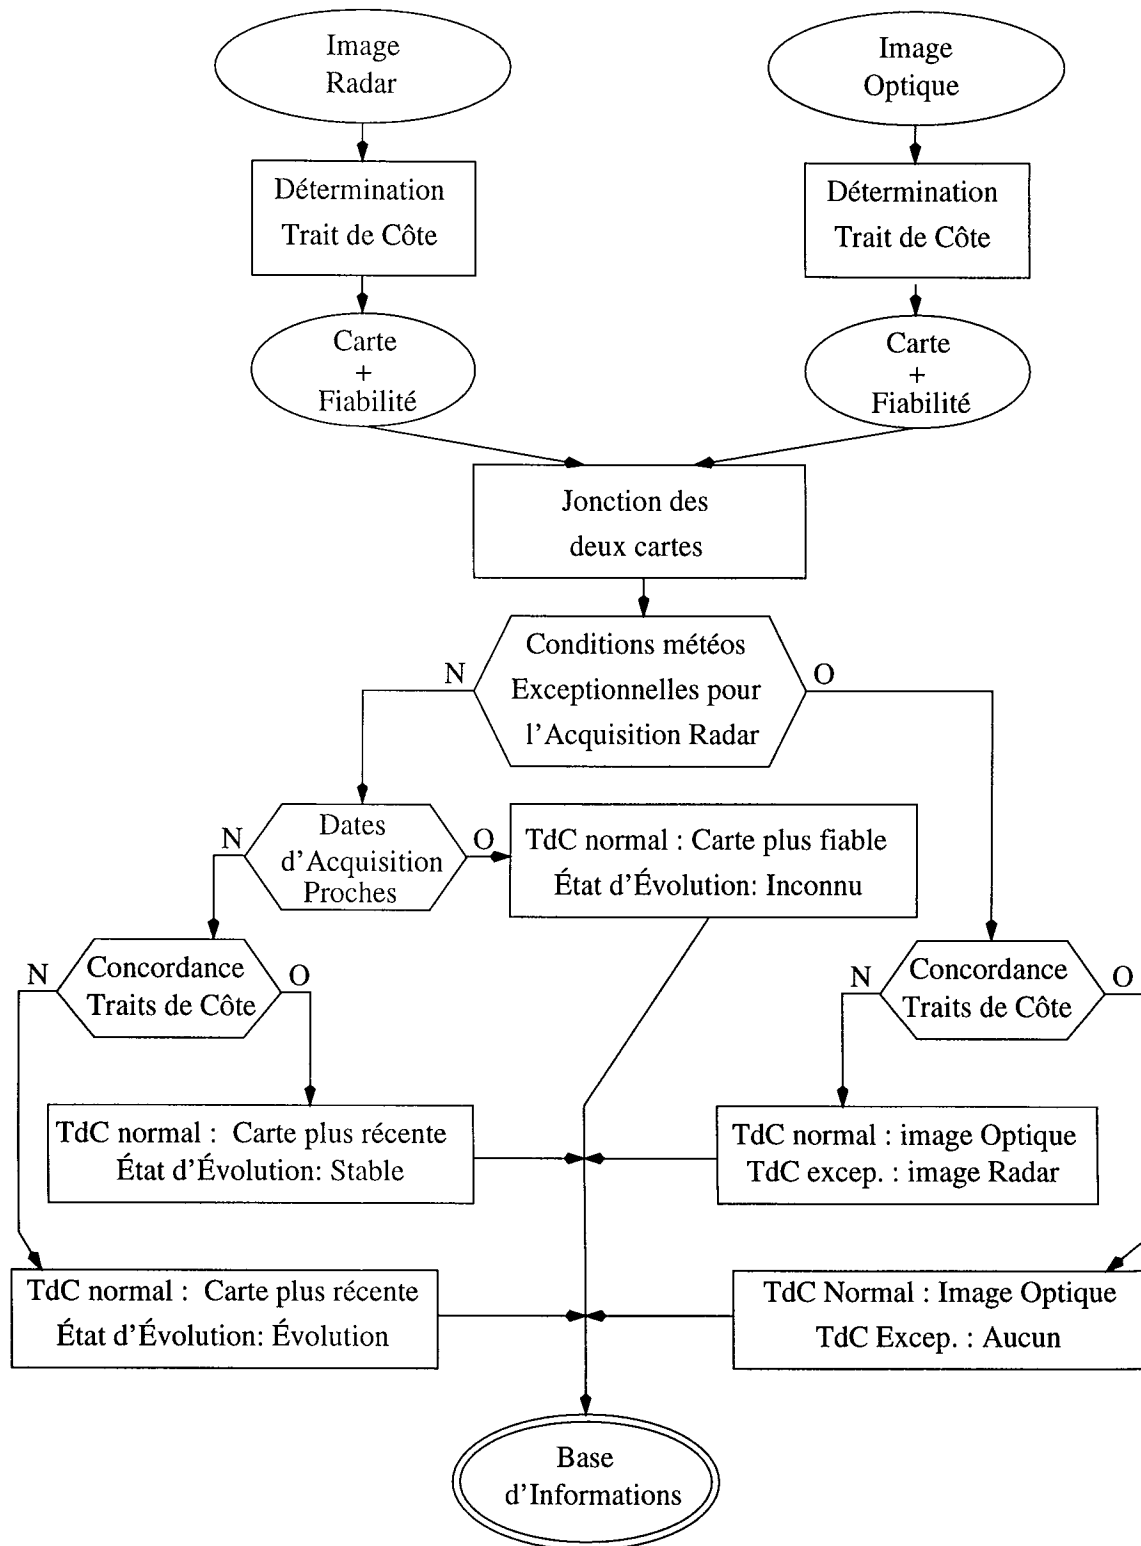 Image
Radar
Image
Optique
Détermination
Trait de Côte
Détermination
Trait de Côte
Carte
+
Fiabilité
Carte
+
Fiabilité
Jonction des
deux cartes
Conditions météos
Exceptionnelles pour
l'Acquisition Radar
N
O
Dates
d'Acquisition
Proches
N
O
TdC normal : Carte plus fiable
État d'Évolution: Inconnu
Concordance
Traits de Côte
N
O
Concordance
Traits de Côte
N
O
TdC normal : Carte plus récente
État d'Évolution: Stable
TdC normal : image Optique
TdC excep. : image Radar
TdC normal : Carte plus récente
État d'Évolution: Évolution
TdC Normal : Image Optique
TdC Excep. : Aucun
Base
d'Informations